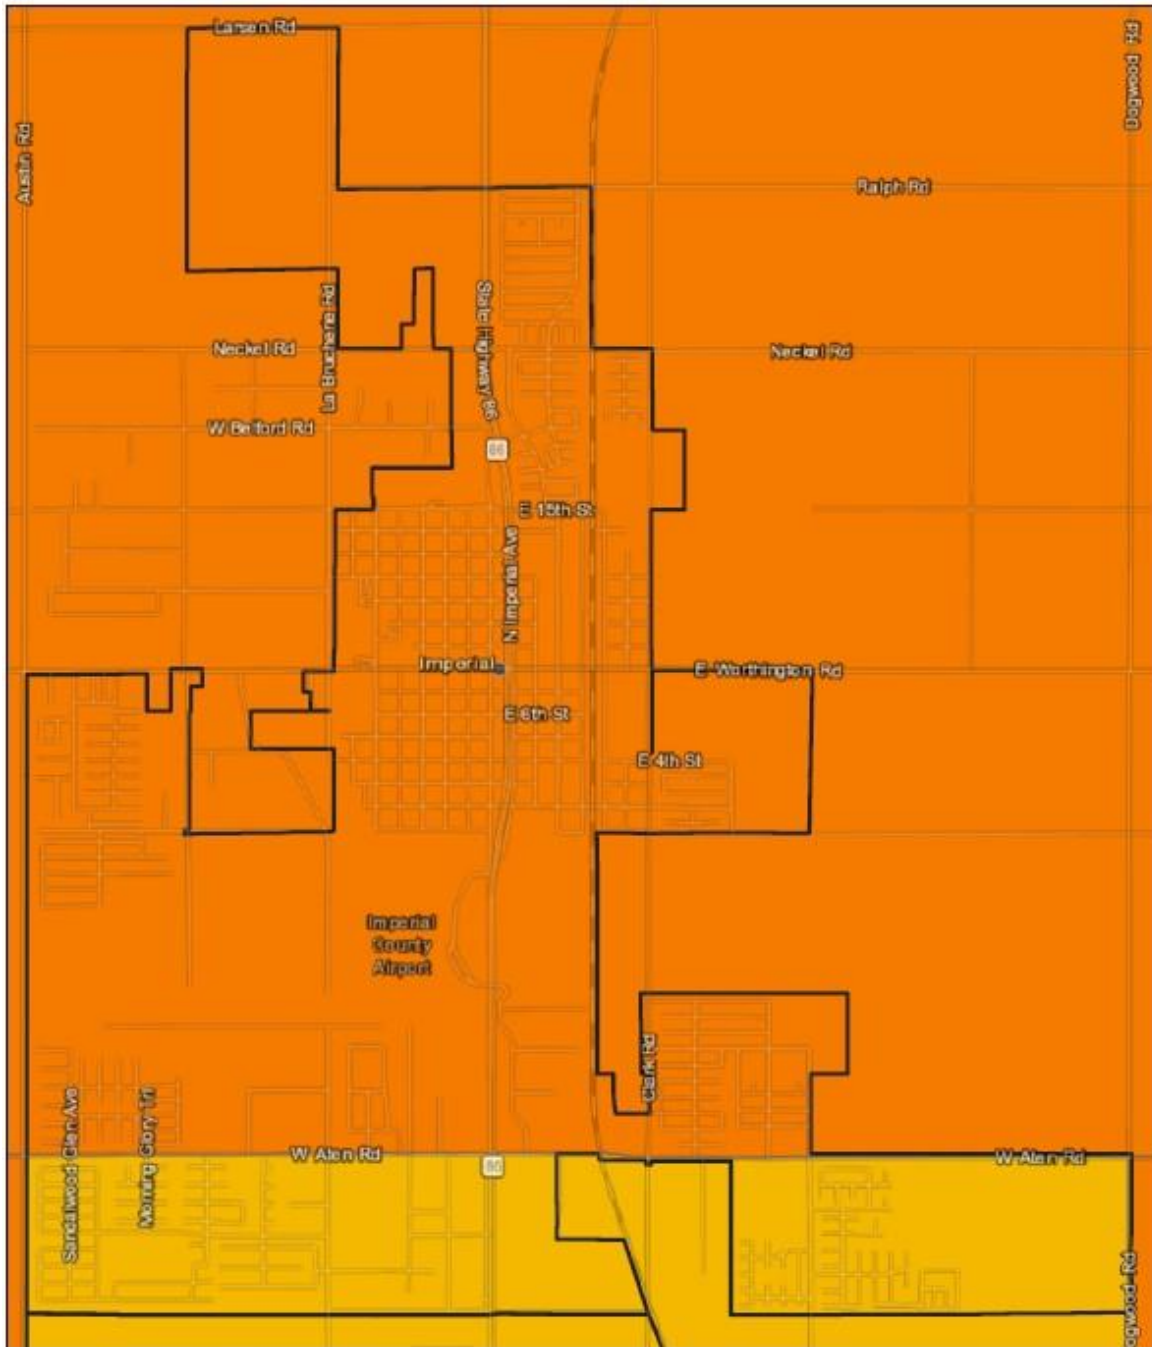 Larsen Rd
Dogwood Rd
Austin Rd
Ralph Rd
La Brucherie Rd
State Highway 86
Neckel Rd
Neckel Rd
W Belford Rd
86
E 15th St
N Imperial Ave
Imperial
E Worthington Rd
E 6th St
E 4th St
Imperial
County
Airport
Clark Rd
Sandalwood Glen Ave
Morning Glory Trl
W Aten Rd
W Aten Rd
ogwood Rd